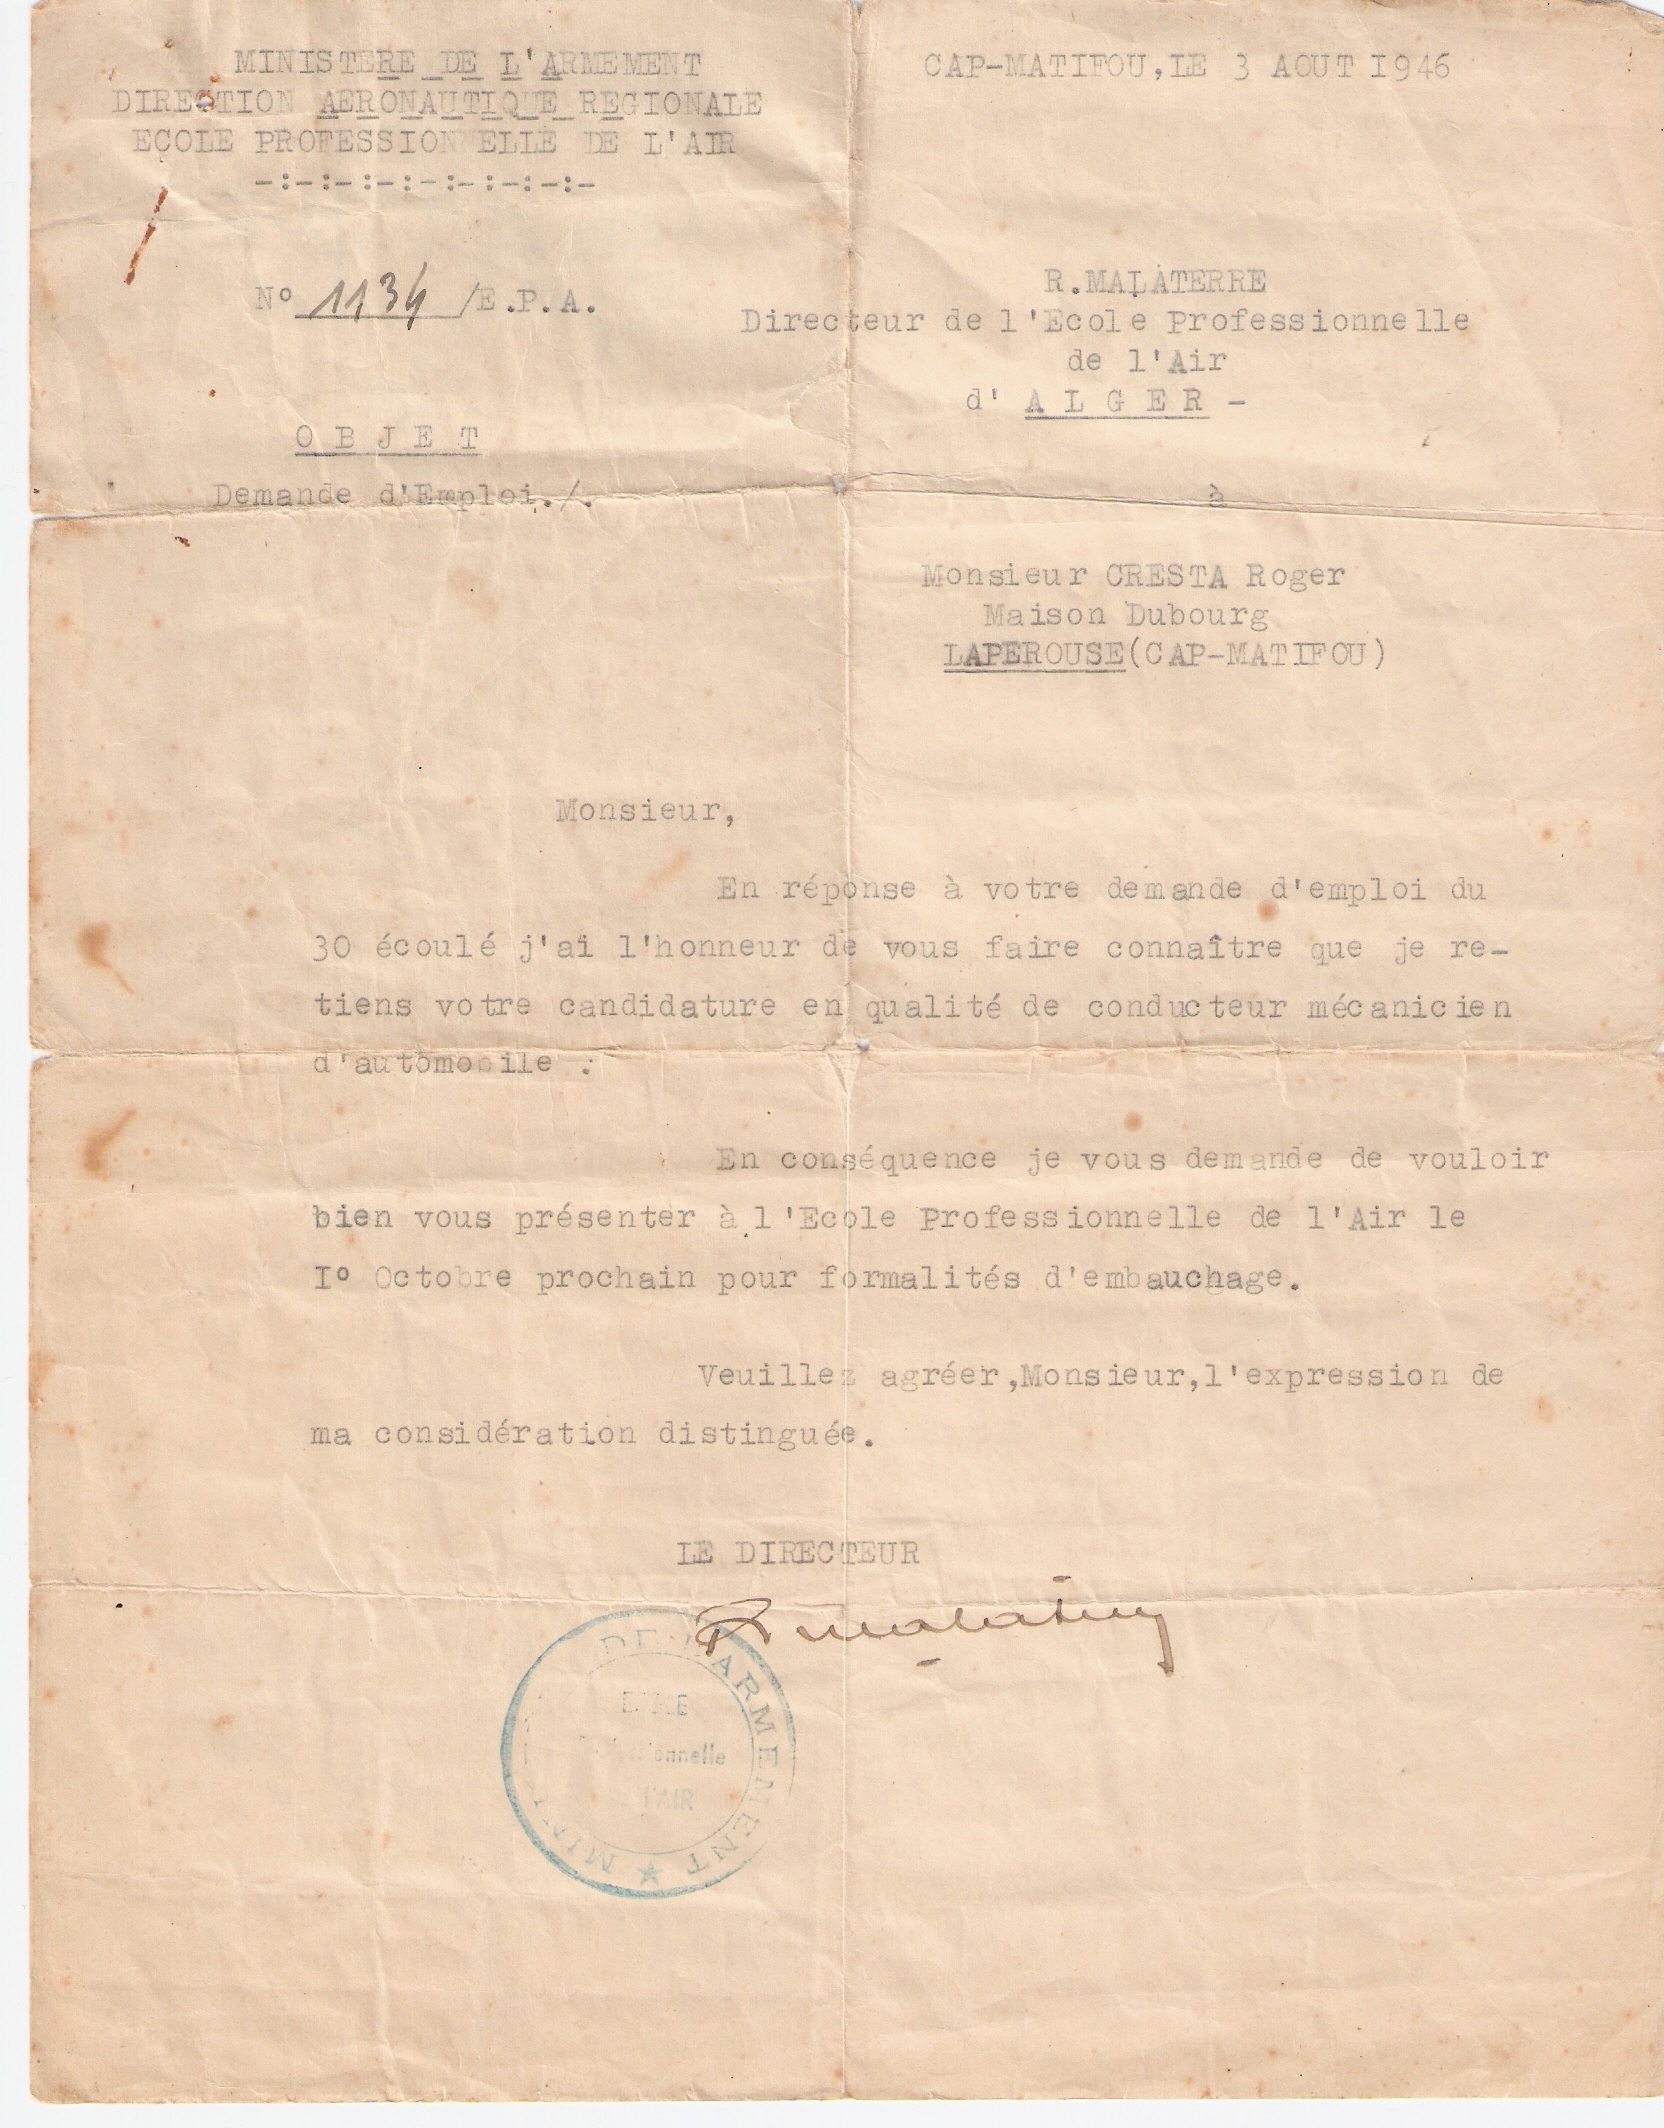 MINISTERE DE L'ARMEMENT
DIRECTION AERONAUTIQUE REGIONALE
ECOLE PROFESSIONNELLE DE L'AIR
-:-:-:-:-:-:-:-:-
CAP-MATIFOU,LE 3 AOUT I946
N° 1134 /E.P.A.
R.MALATERRE
Directeur de l'Ecole Professionnelle
de l'Air
d' A L G E R -
O B J E T
Demande d'Emploi./.
à
Monsieur CRESTA Roger
Maison Dubourg
LAPEROUSE(CAP-MATIFOU)
Monsieur,
En réponse à votre demande d'emploi du
30 écoulé j'ai l'honneur de vous faire connaître que je re-
tiens votre candidature en qualité de conducteur mécanicien
d'automobile :
En conséquence je vous demande de vouloir
bien vous présenter à l'Ecole Professionnelle de l'Air le
I° Octobre prochain pour formalités d'embauchage.
Veuillez agréer,Monsieur,l'expression de
ma considération distinguée.
LE DIRECTEUR
R Malaterre
DE L'ARMEMENT ★ MIN
L'AIR